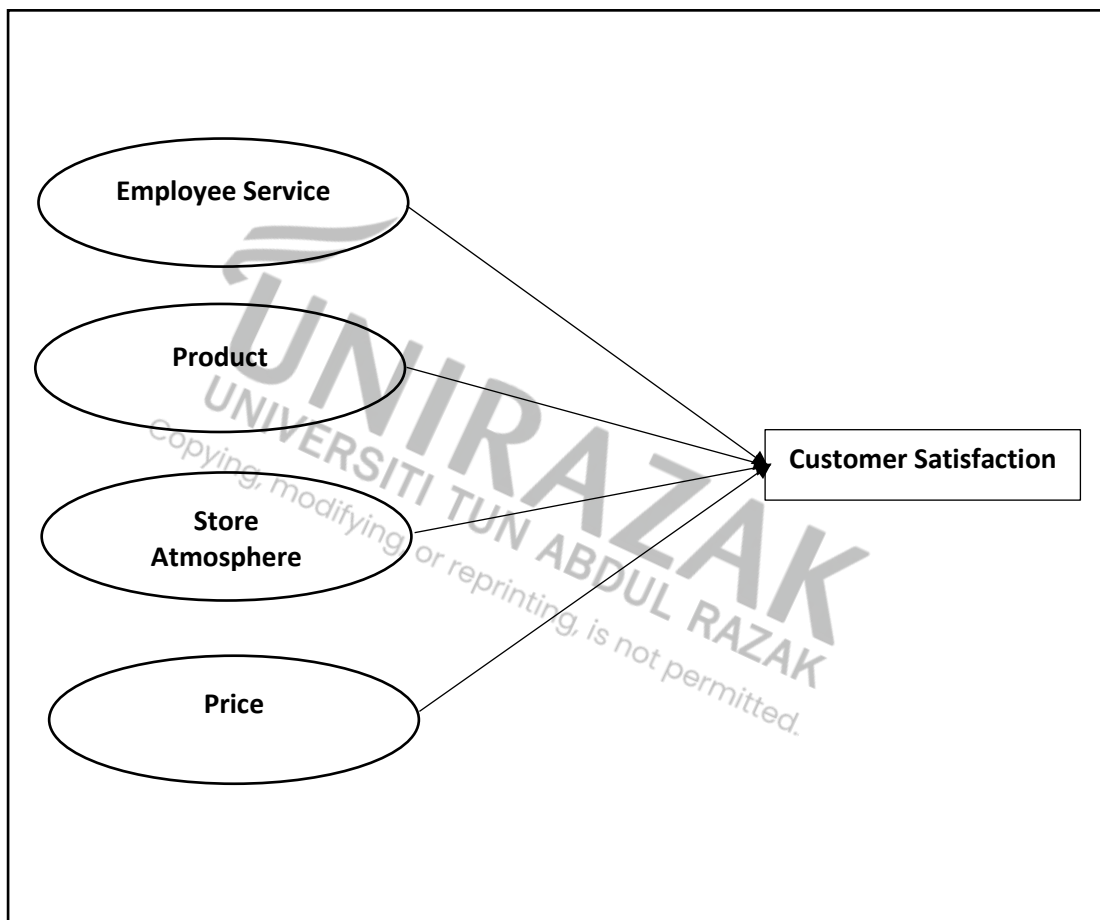 Employee Service
Product
Store
Atmosphere
Price
Customer Satisfaction
UNIRAZAK
UNIVERSITI TUN ABDUL RAZAK
Copying, modifying, or reprinting, is not permitted.